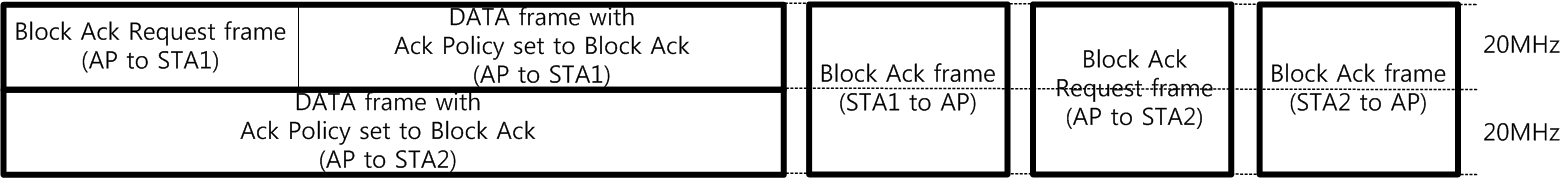 Block Ack Request frame
(AP to STA1)
DATA frame with
Ack Policy set to Block Ack
(AP to STA1)
DATA frame with
Ack Policy set to Block Ack
(AP to STA2)
Block Ack frame
(STA1 to AP)
Block Ack
Request frame
(AP to STA2)
Block Ack frame
(STA2 to AP)
20MHz
20MHz